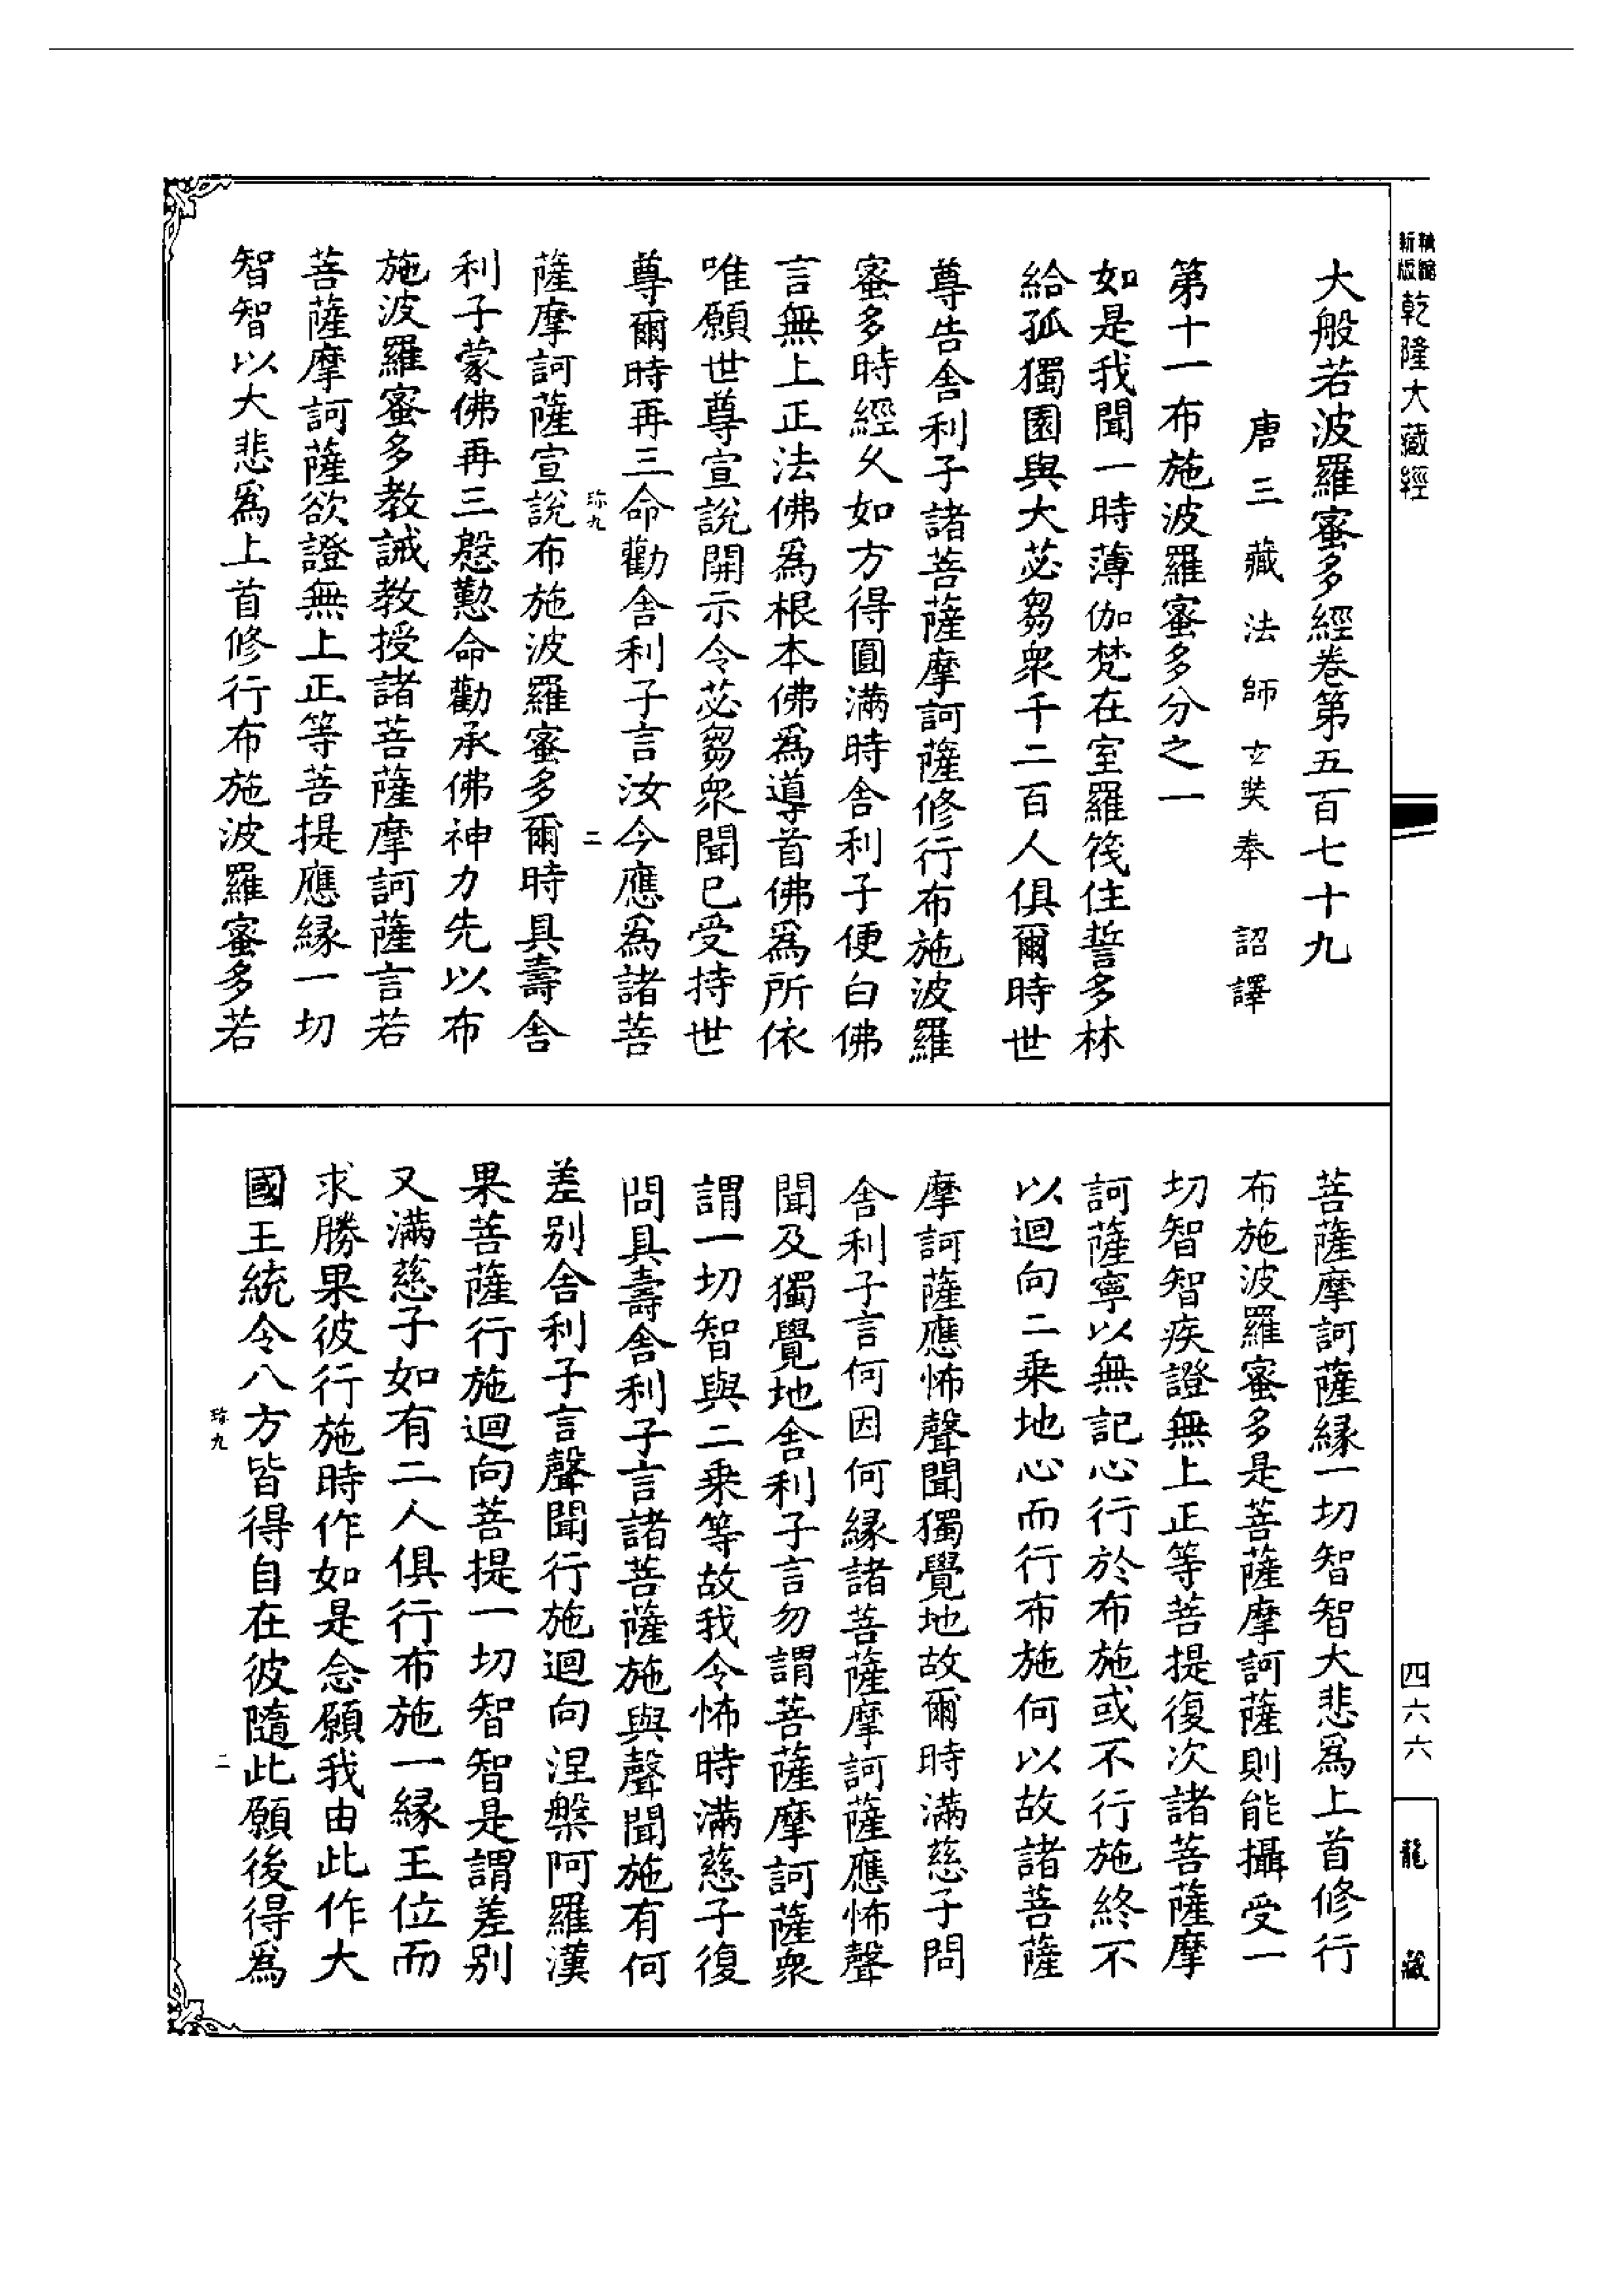 新版
精縮
乾隆大藏經
四六六
龍藏
大般若波羅蜜多經卷第五百七十九
唐三藏法師玄奘奉 詔譯
第十一布施波羅蜜多分之一
如是我聞一時薄伽梵在室羅筏住誓多林
給孤獨園與大苾芻衆千二百人俱爾時世
尊告舍利子諸菩薩摩訶薩修行布施波羅
蜜多時經久如方得圓滿時舍利子便白佛
言無上正法佛爲根本佛爲導首佛爲所依
唯願世尊宣說開示令苾芻衆聞已受持世
尊爾時再三命勸舍利子言汝今應爲諸菩
珎九
二
薩摩訶薩宣說布施波羅蜜多爾時具壽舍
利子蒙佛再三慇懃命勸承佛神力先以布
施波羅蜜多教誡教授諸菩薩摩訶薩言若
菩薩摩訶薩欲證無上正等菩提應緣一切
智智以大悲爲上首修行布施波羅蜜多若
菩薩摩訶薩緣一切智智大悲爲上首修行
布施波羅蜜多是菩薩摩訶薩則能攝受一
切智智疾證無上正等菩提復次諸菩薩摩
訶薩寧以無記心行於布施或不行施終不
以迴向二乘地心而行布施何以故諸菩薩
摩訶薩應怖聲聞獨覺地故爾時滿慈子問
舍利子言何因何緣諸菩薩摩訶薩應怖聲
聞及獨覺地舍利子言勿謂菩薩摩訶薩衆
謂一切智與二乘等故我令怖時滿慈子復
問具壽舍利子言諸菩薩施與聲聞施有何
差別舍利子言聲聞行施迴向涅槃阿羅漢
果菩薩行施迴向菩提一切智智是謂差別
又滿慈子如有二人俱行布施一緣王位而
求勝果彼行施時作如是念願我由此作大
國王統令八方皆得自在彼隨此願後得爲
珎九
二